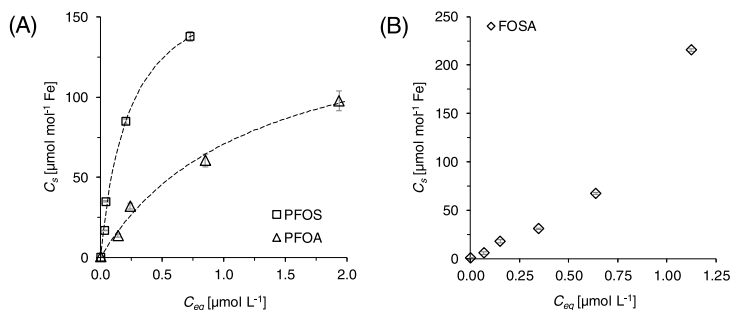 (A)
150
100
50
0
Cₛ [µmol mol⁻¹ Fe]
PFOS
PFOA
0.0 0.5 1.0 1.5 2.0
Cₑq [µmol L⁻¹]
(B)
FOSA
250
200
150
100
50
0
Cₛ [µmol mol⁻¹ Fe]
0.00 0.25 0.50 0.75 1.00 1.25
Cₑq [µmol L⁻¹]